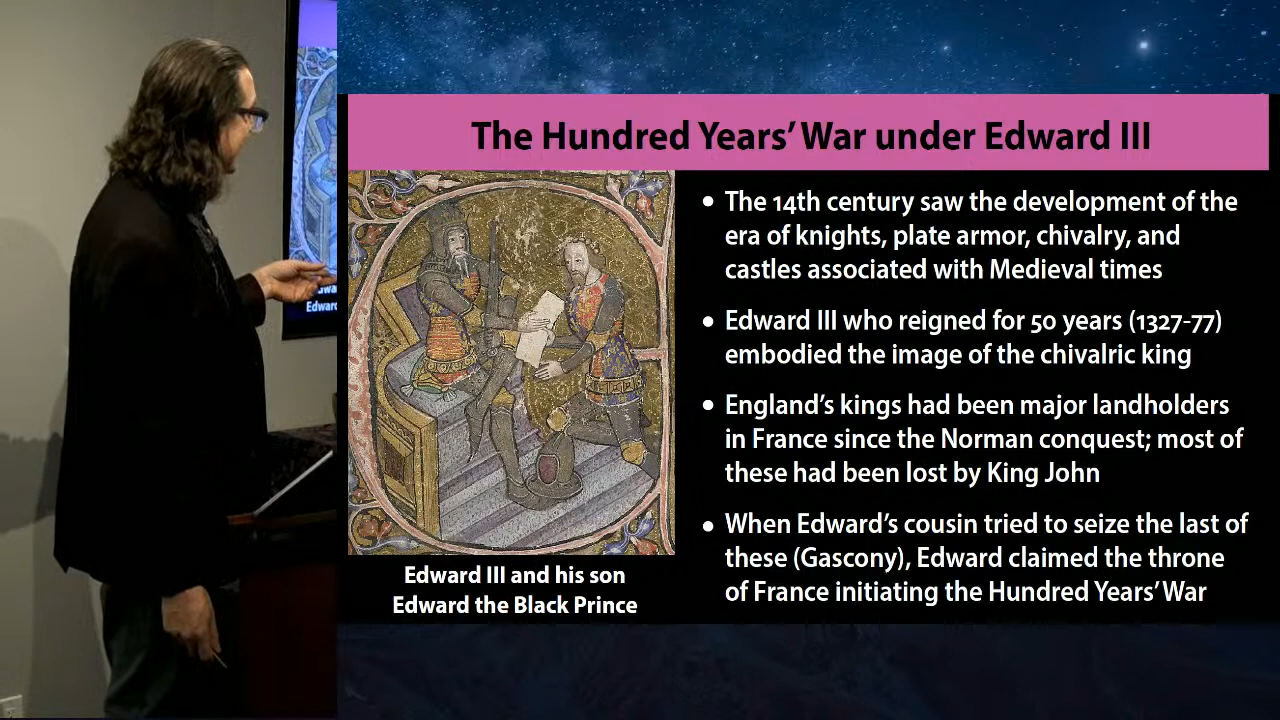 The Hundred Years' War under Edward III
• The 14th century saw the development of the
era of knights, plate armor, chivalry, and
castles associated with Medieval times
• Edward III who reigned for 50 years (1327-77)
embodied the image of the chivalric king
• England's kings had been major landholders
in France since the Norman conquest; most of
these had been lost by King John
• When Edward's cousin tried to seize the last of
these (Gascony), Edward claimed the throne
of France initiating the Hundred Years' War
Edward III and his son
Edward the Black Prince
Edward